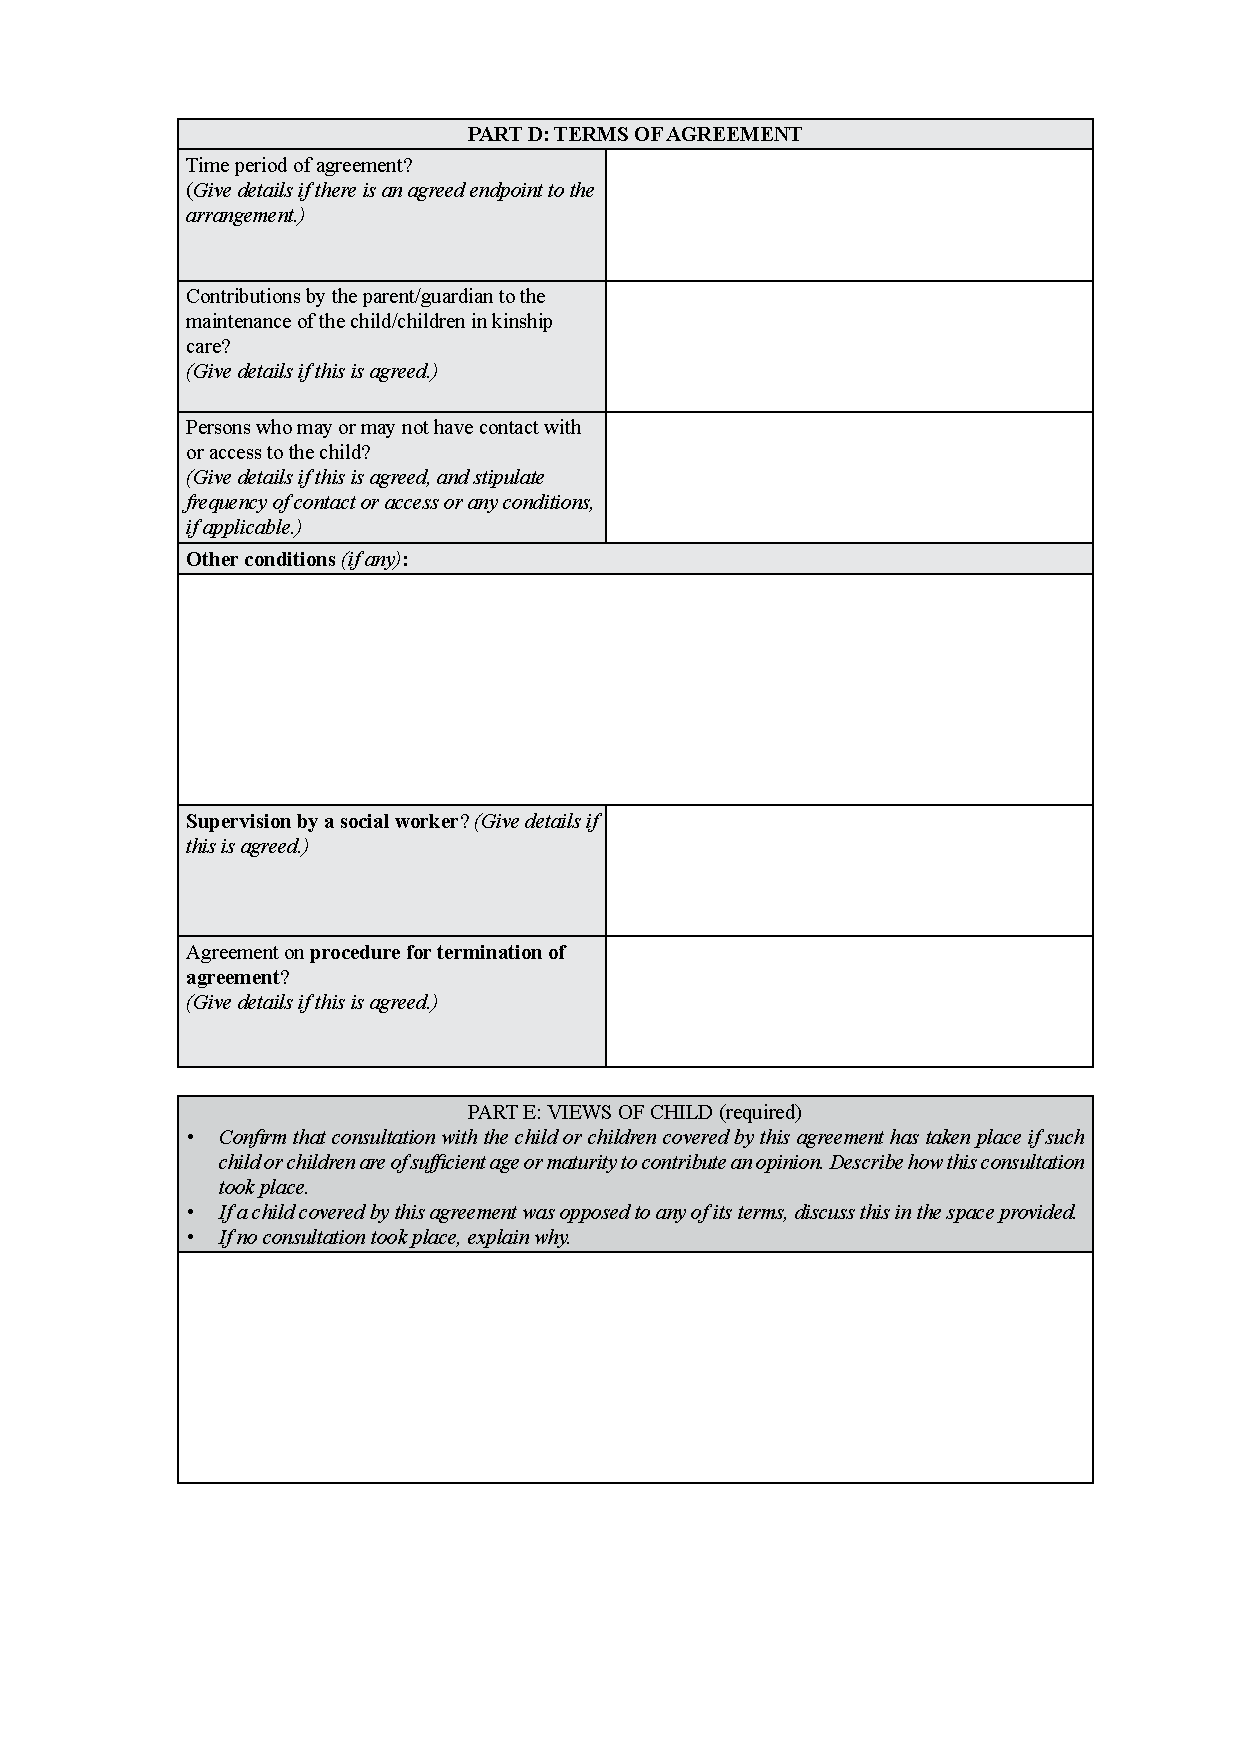 PART D: TERMS OF AGREEMENT
Time period of agreement?
(Give details if there is an agreed endpoint to the
arrangement.)
Contributions by the parent/guardian to the
maintenance of the child/children in kinship
care?
(Give details if this is agreed.)
Persons who may or may not have contact with
or access to the child?
(Give details if this is agreed, and stipulate
frequency of contact or access or any conditions,
if applicable.)
Other conditions (if any):
Supervision by a social worker? (Give details if
this is agreed.)
Agreement on procedure for termination of
agreement?
(Give details if this is agreed.)
PART E: VIEWS OF CHILD (required)
• Confirm that consultation with the child or children covered by this agreement has taken place if such
child or children are of sufficient age or maturity to contribute an opinion. Describe how this consultation
took place.
• If a child covered by this agreement was opposed to any of its terms, discuss this in the space provided.
• If no consultation took place, explain why.